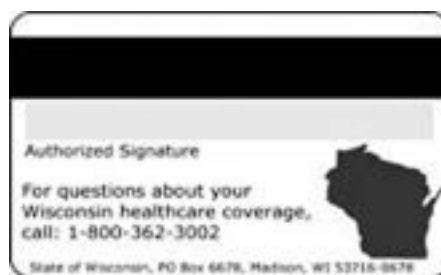 Authorized Signature
For questions about your
Wisconsin healthcare coverage,
call: 1-800-362-3002
State of Wisconsin, PO Box 6678, Madison, WI 53716-0678